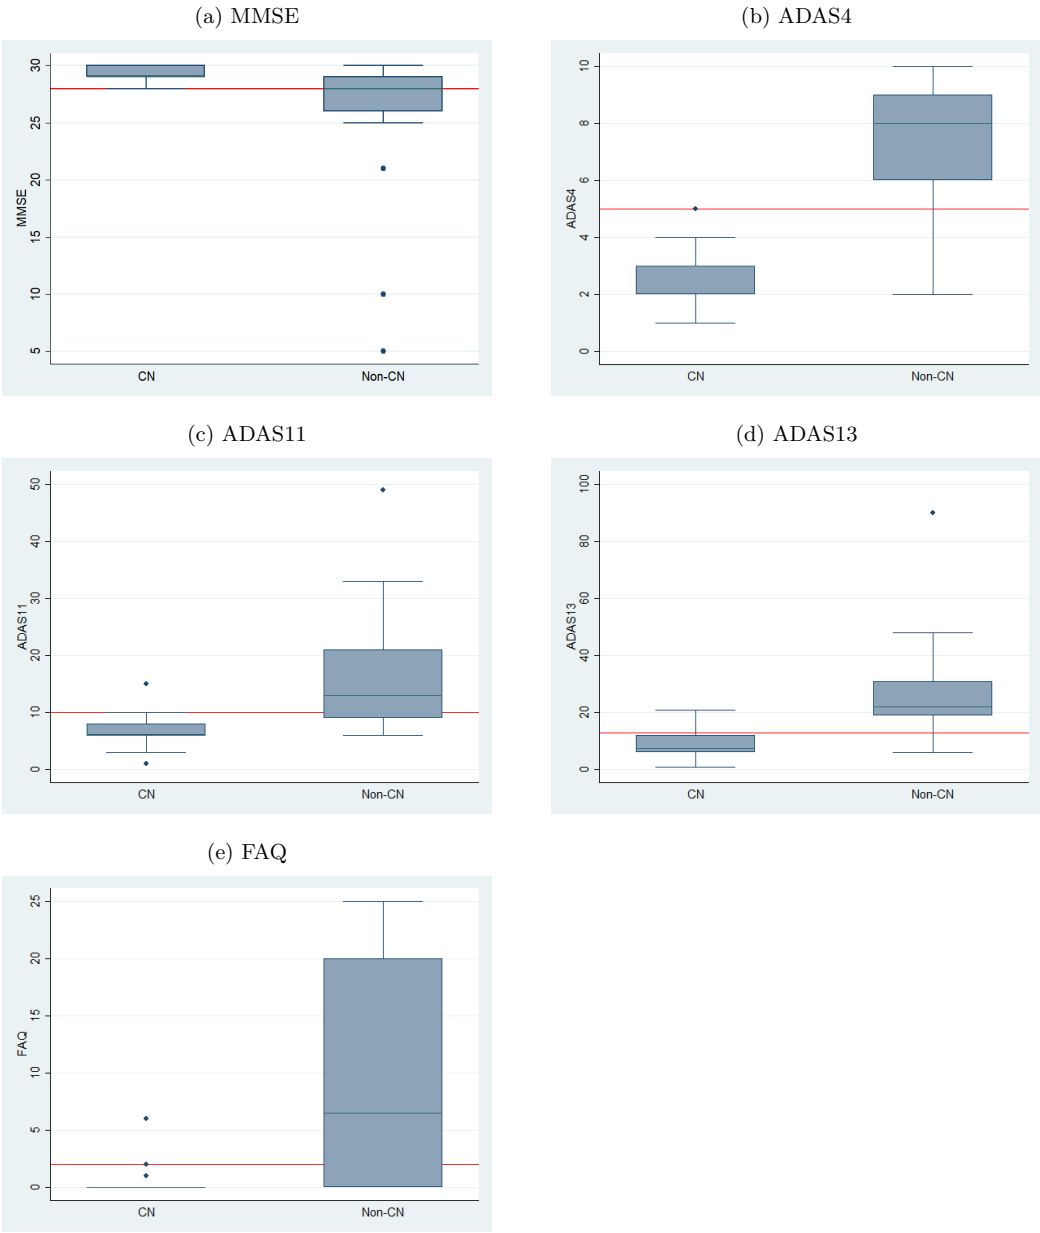 (a) MMSE
(b) ADAS4
30
25
20
15
10
5
MMSE
CN
Non-CN
10
8
6
4
2
0
ADAS4
CN
Non-CN
(c) ADAS11
(d) ADAS13
50
40
30
20
10
0
ADAS11
CN
Non-CN
100
80
60
40
20
0
ADAS13
CN
Non-CN
(e) FAQ
25
20
15
10
5
0
FAQ
CN
Non-CN